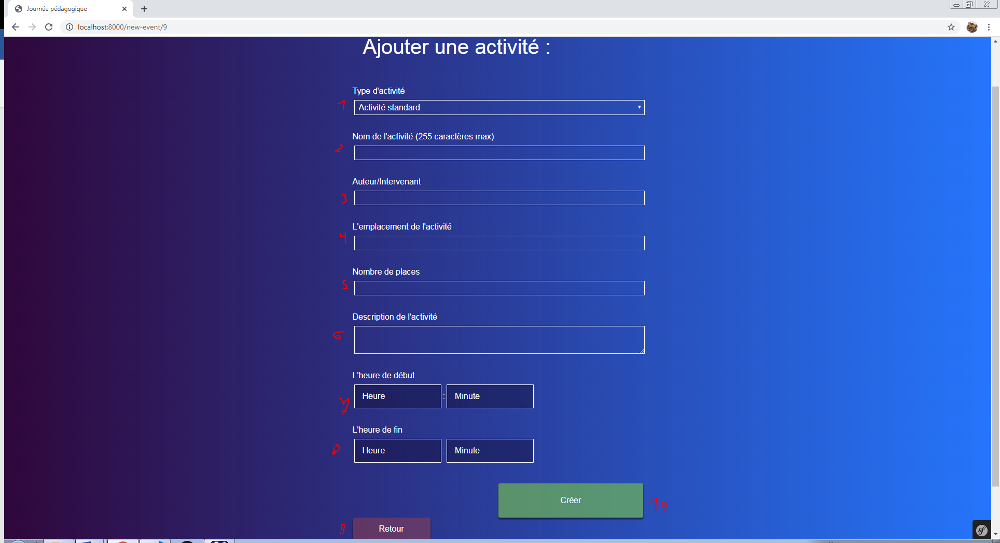 Journée pédagogique
localhost:8000/new-event/9
Ajouter une activité :
Type d'activité
1 Activité standard
Nom de l'activité (255 caractères max)
2
Auteur/Intervenant
3
L'emplacement de l'activité
4
Nombre de places
5
Description de l'activité
6
L'heure de début
7 Heure : Minute
L'heure de fin
8 Heure : Minute
Créer 10
9 Retour
sf